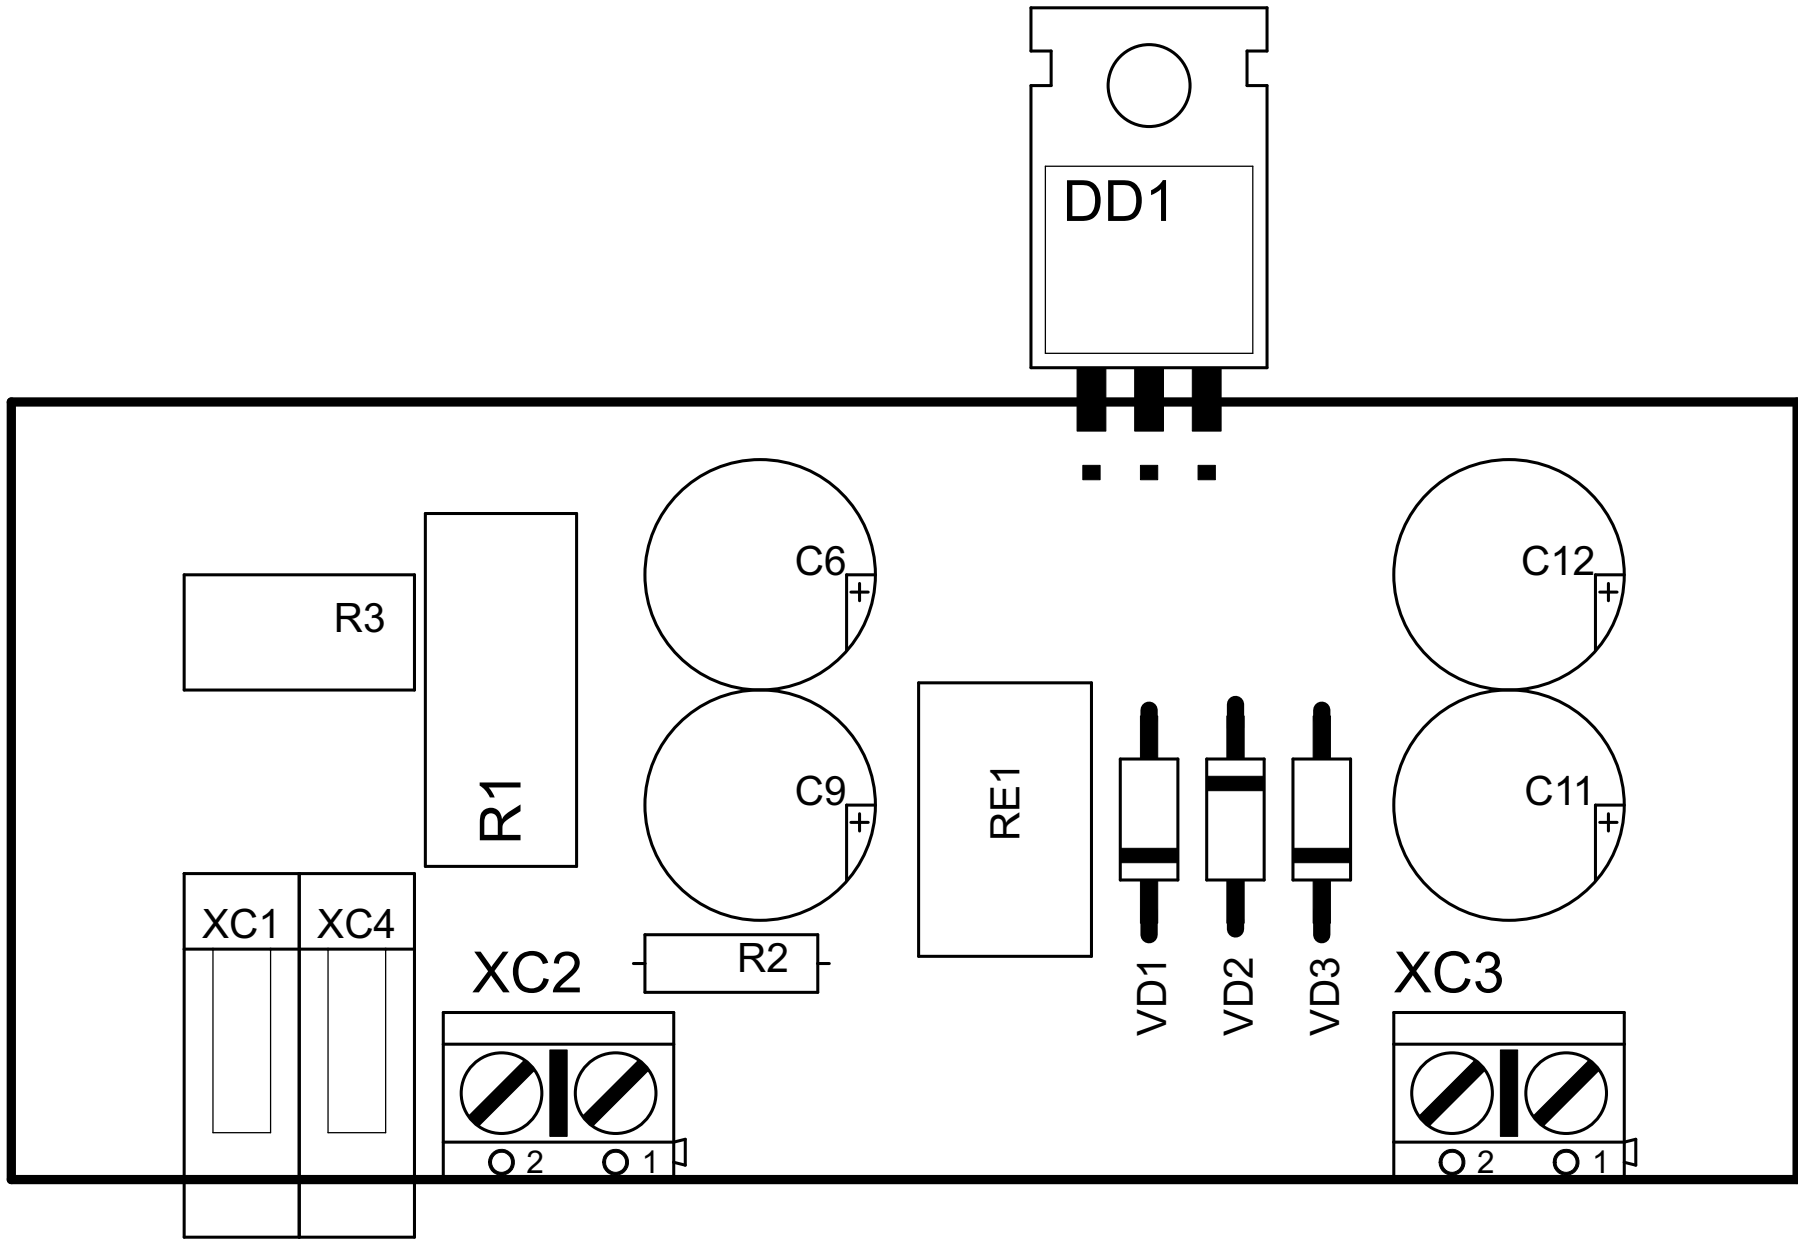 DD1
C6
C12
R3
R1
C9
RE1
C11
XC1 XC4
XC2
R2
VD1
VD2
VD3
XC3
2 1
2 1